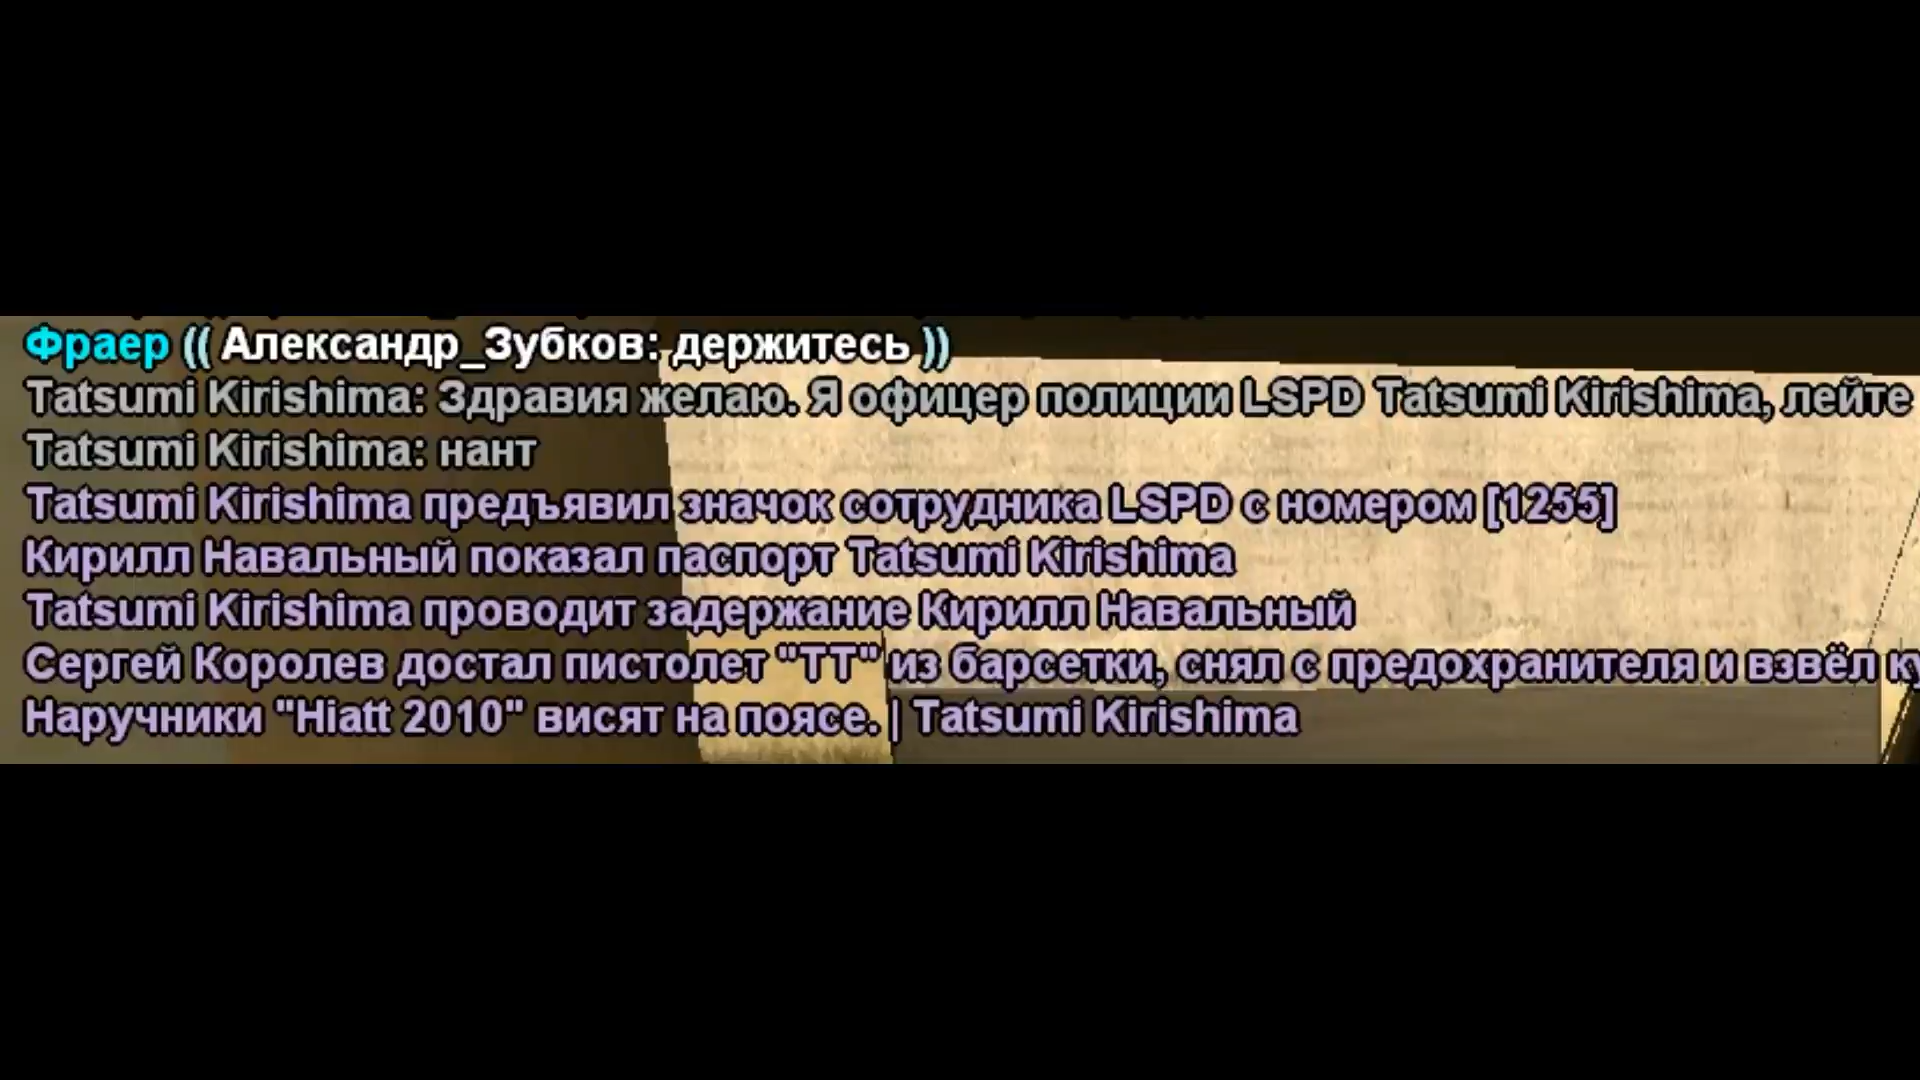 Фраер (( Александр_Зубков: держитесь ))
Tatsumi Kirishima: Здравия желаю. Я офицер полиции LSPD Tatsumi Kirishima, лейте
Tatsumi Kirishima: нант
Tatsumi Kirishima предъявил значок сотрудника LSPD с номером [1255]
Кирилл Навальный показал паспорт Tatsumi Kirishima
Tatsumi Kirishima проводит задержание Кирилл Навальный
Сергей Королев достал пистолет "ТТ" из барсетки, снял с предохранителя и взвёл ку
Наручники "Hiatt 2010" висят на поясе. | Tatsumi Kirishima